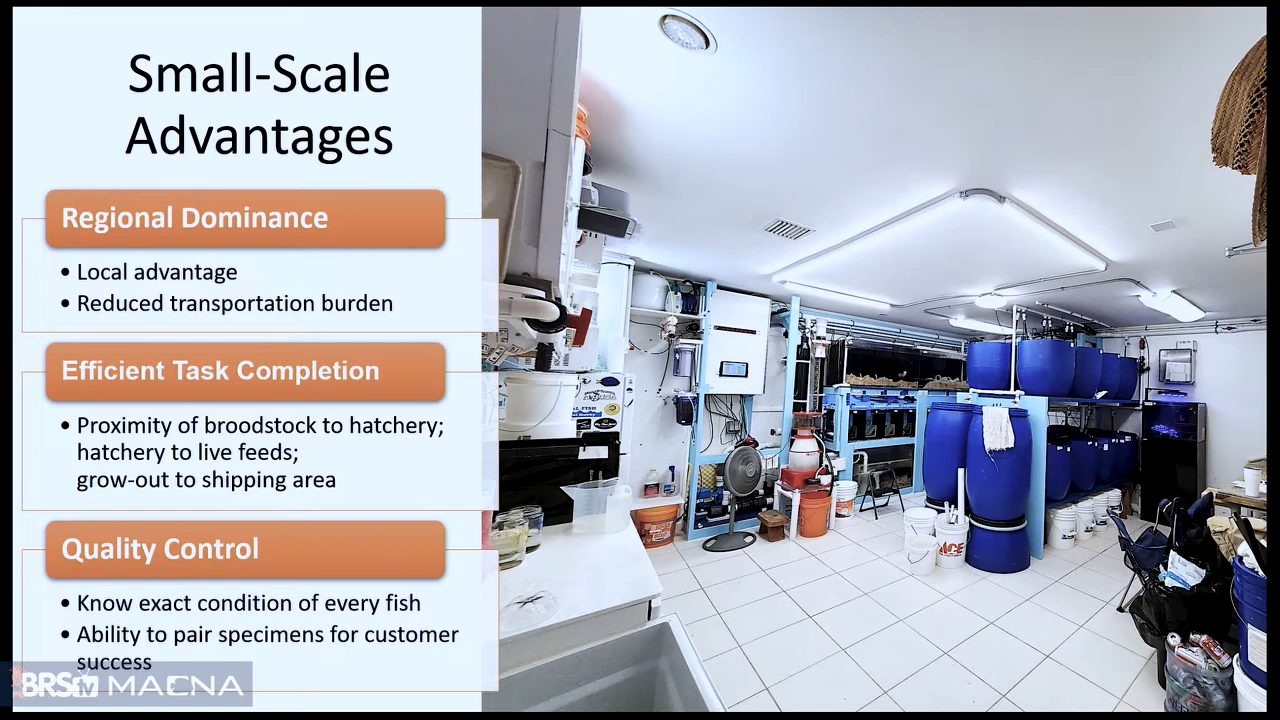 Small-Scale
Advantages
Regional Dominance
• Local advantage
• Reduced transportation burden
Efficient Task Completion
• Proximity of broodstock to hatchery;
hatchery to live feeds;
grow-out to shipping area
Quality Control
• Know exact condition of every fish
• Ability to pair specimens for customer
success
BRStv MACNA
ACE